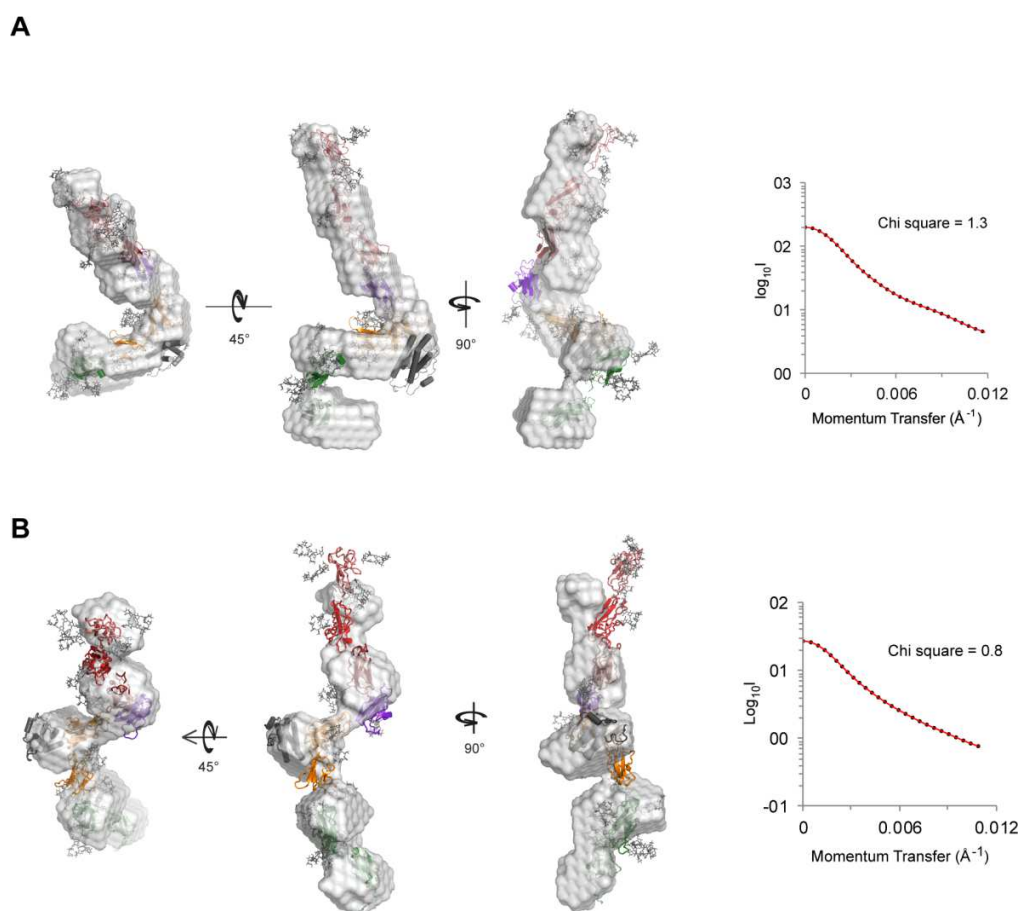 A
45°
90°
03
02
01
00
log10I
Chi square = 1.3
0
0.006
0.012
Momentum Transfer (Å⁻¹)
B
45°
90°
02
01
00
-01
Log10I
Chi square = 0.8
0
0.006
0.012
Momentum Transfer (Å⁻¹)